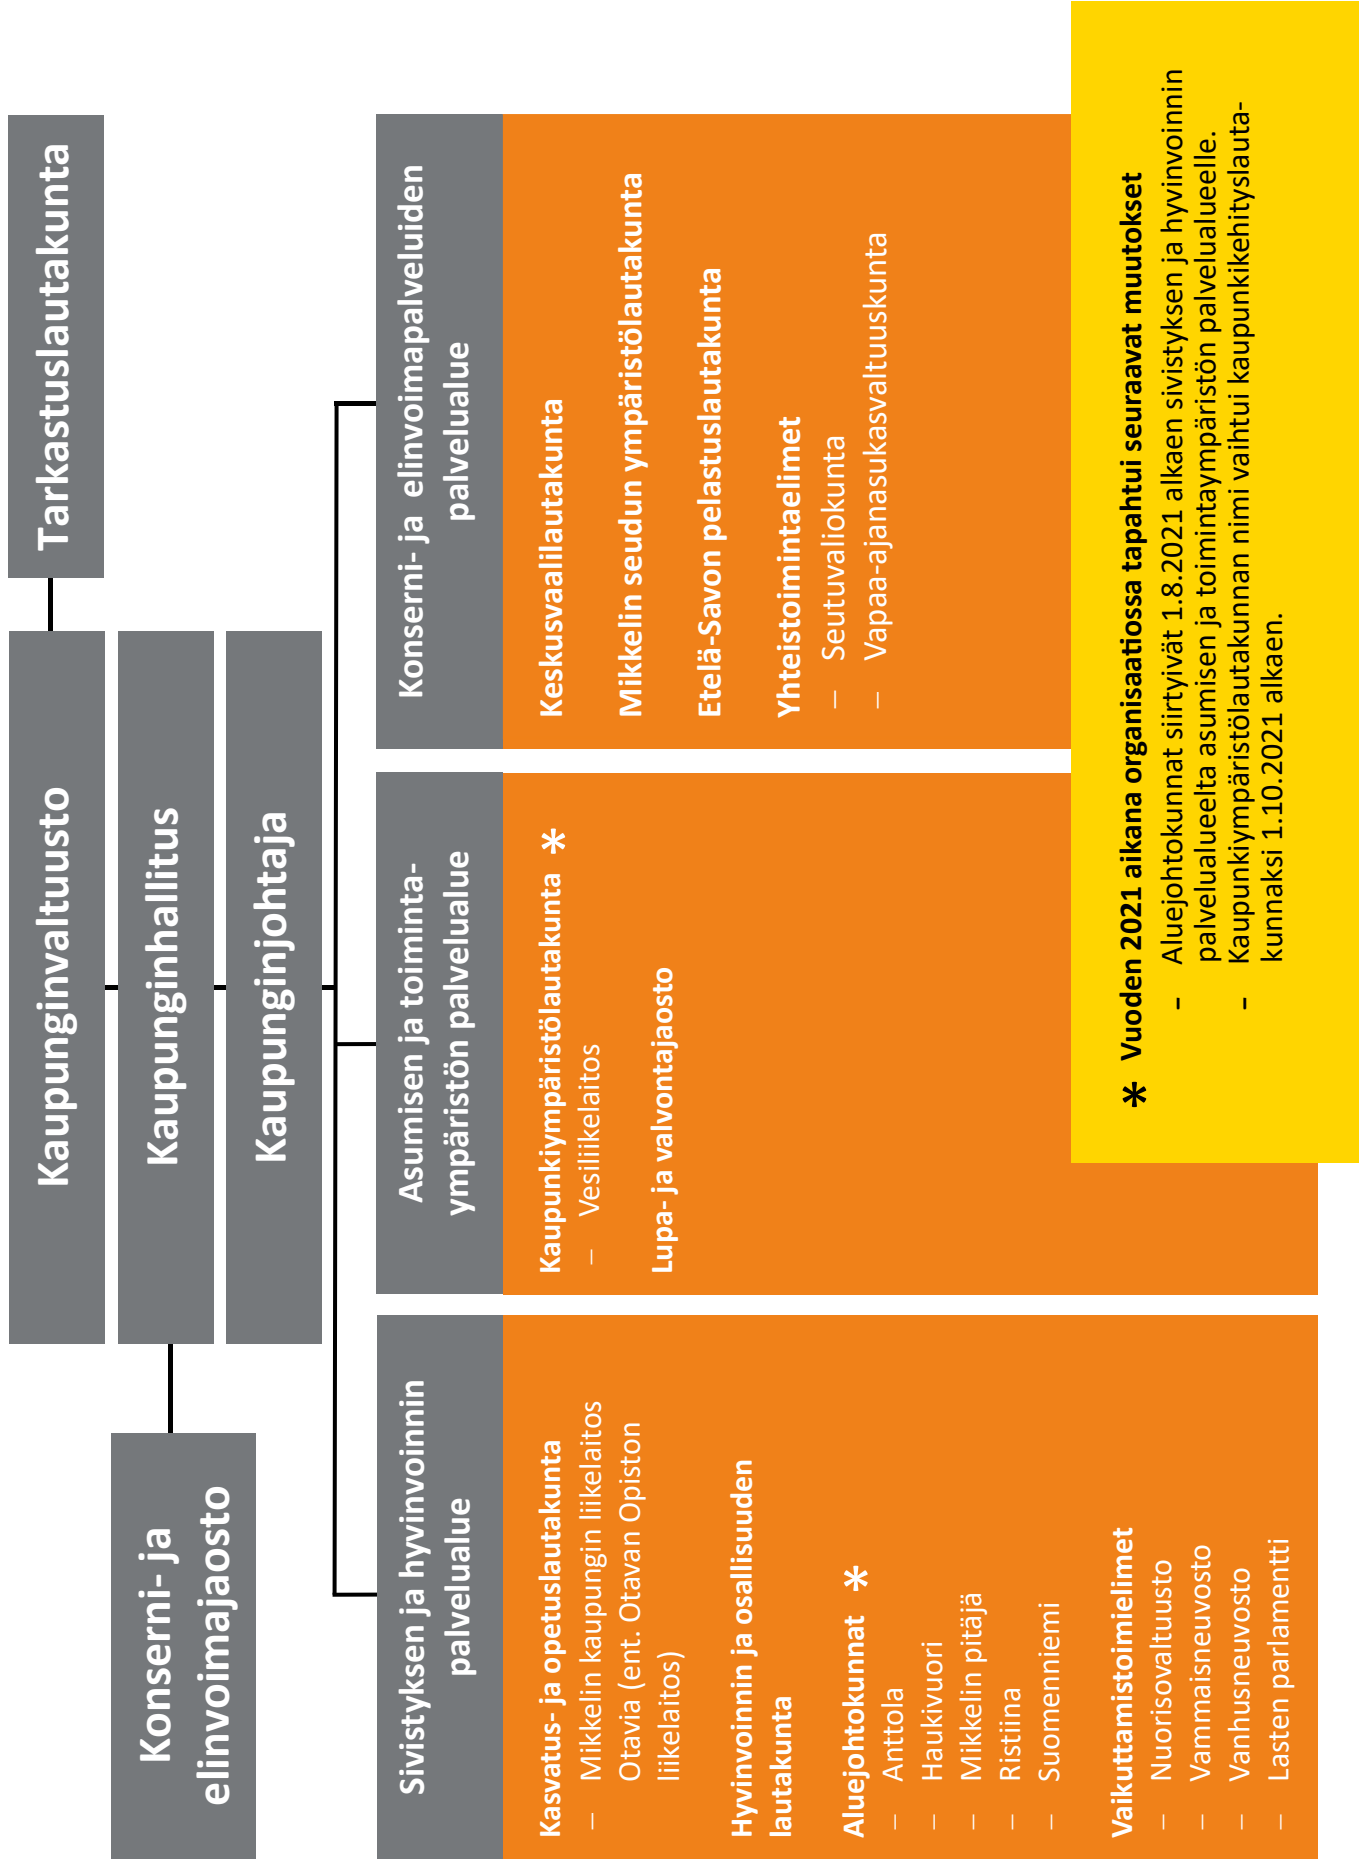 Tarkastuslautakunta
Kaupunginvaltuusto
Kaupunginhallitus
Kaupunginjohtaja
Konserni- ja
elinvoimajaosto
Sivistyksen ja hyvinvoinnin
palvelualue
Kasvatus- ja opetuslautakunta
– Mikkelin kaupungin liikelaitos
Otavia (ent. Otavan Opiston
liikelaitos)
Hyvinvoinnin ja osallisuuden
lautakunta
Aluejohtokunnat *
– Anttola
– Haukivuori
– Mikkelin pitäjä
– Ristiina
– Suomenniemi
Vaikuttamistoimielimet
– Nuorisovaltuusto
– Vammaisneuvosto
– Vanhusneuvosto
– Lasten parlamentti
Asumisen ja toiminta-
ympäristön palvelualue
Kaupunkiympäristölautakunta *
– Vesiliikelaitos
Lupa- ja valvontajaosto
Konserni- ja elinvoimapalveluiden
palvelualue
Keskusvaalilautakunta
Mikkelin seudun ympäristölautakunta
Etelä-Savon pelastuslautakunta
Yhteistoimintaelimet
– Seutuvaliokunta
– Vapaa-ajanasukasvaltuuskunta
* Vuoden 2021 aikana organisaatiossa tapahtui seuraavat muutokset
- Aluejohtokunnat siirtyivät 1.8.2021 alkaen sivistyksen ja hyvinvoinnin
palvelualueelta asumisen ja toimintaympäristön palvelualueelle.
- Kaupunkiympäristölautakunnan nimi vaihtui kaupunkikehityslauta-
kunnaksi 1.10.2021 alkaen.